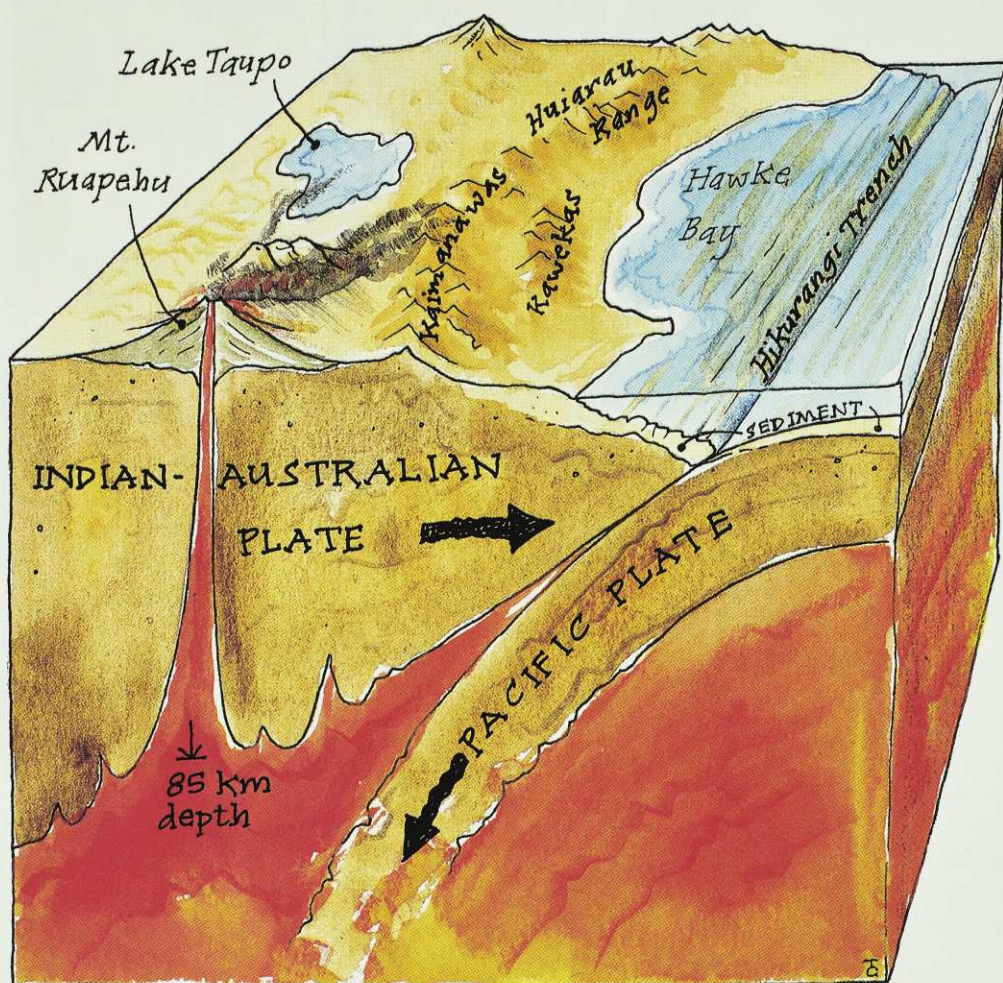 Lake Taupo
Mt.
Ruapehu
Huiarau
Range
Kaimanawas
Kawekas
Hawke
Bay
Hikurangi Trench
SEDIMENT
INDIAN- AUSTRALIAN
PLATE
PACIFIC PLATE
85 km
depth